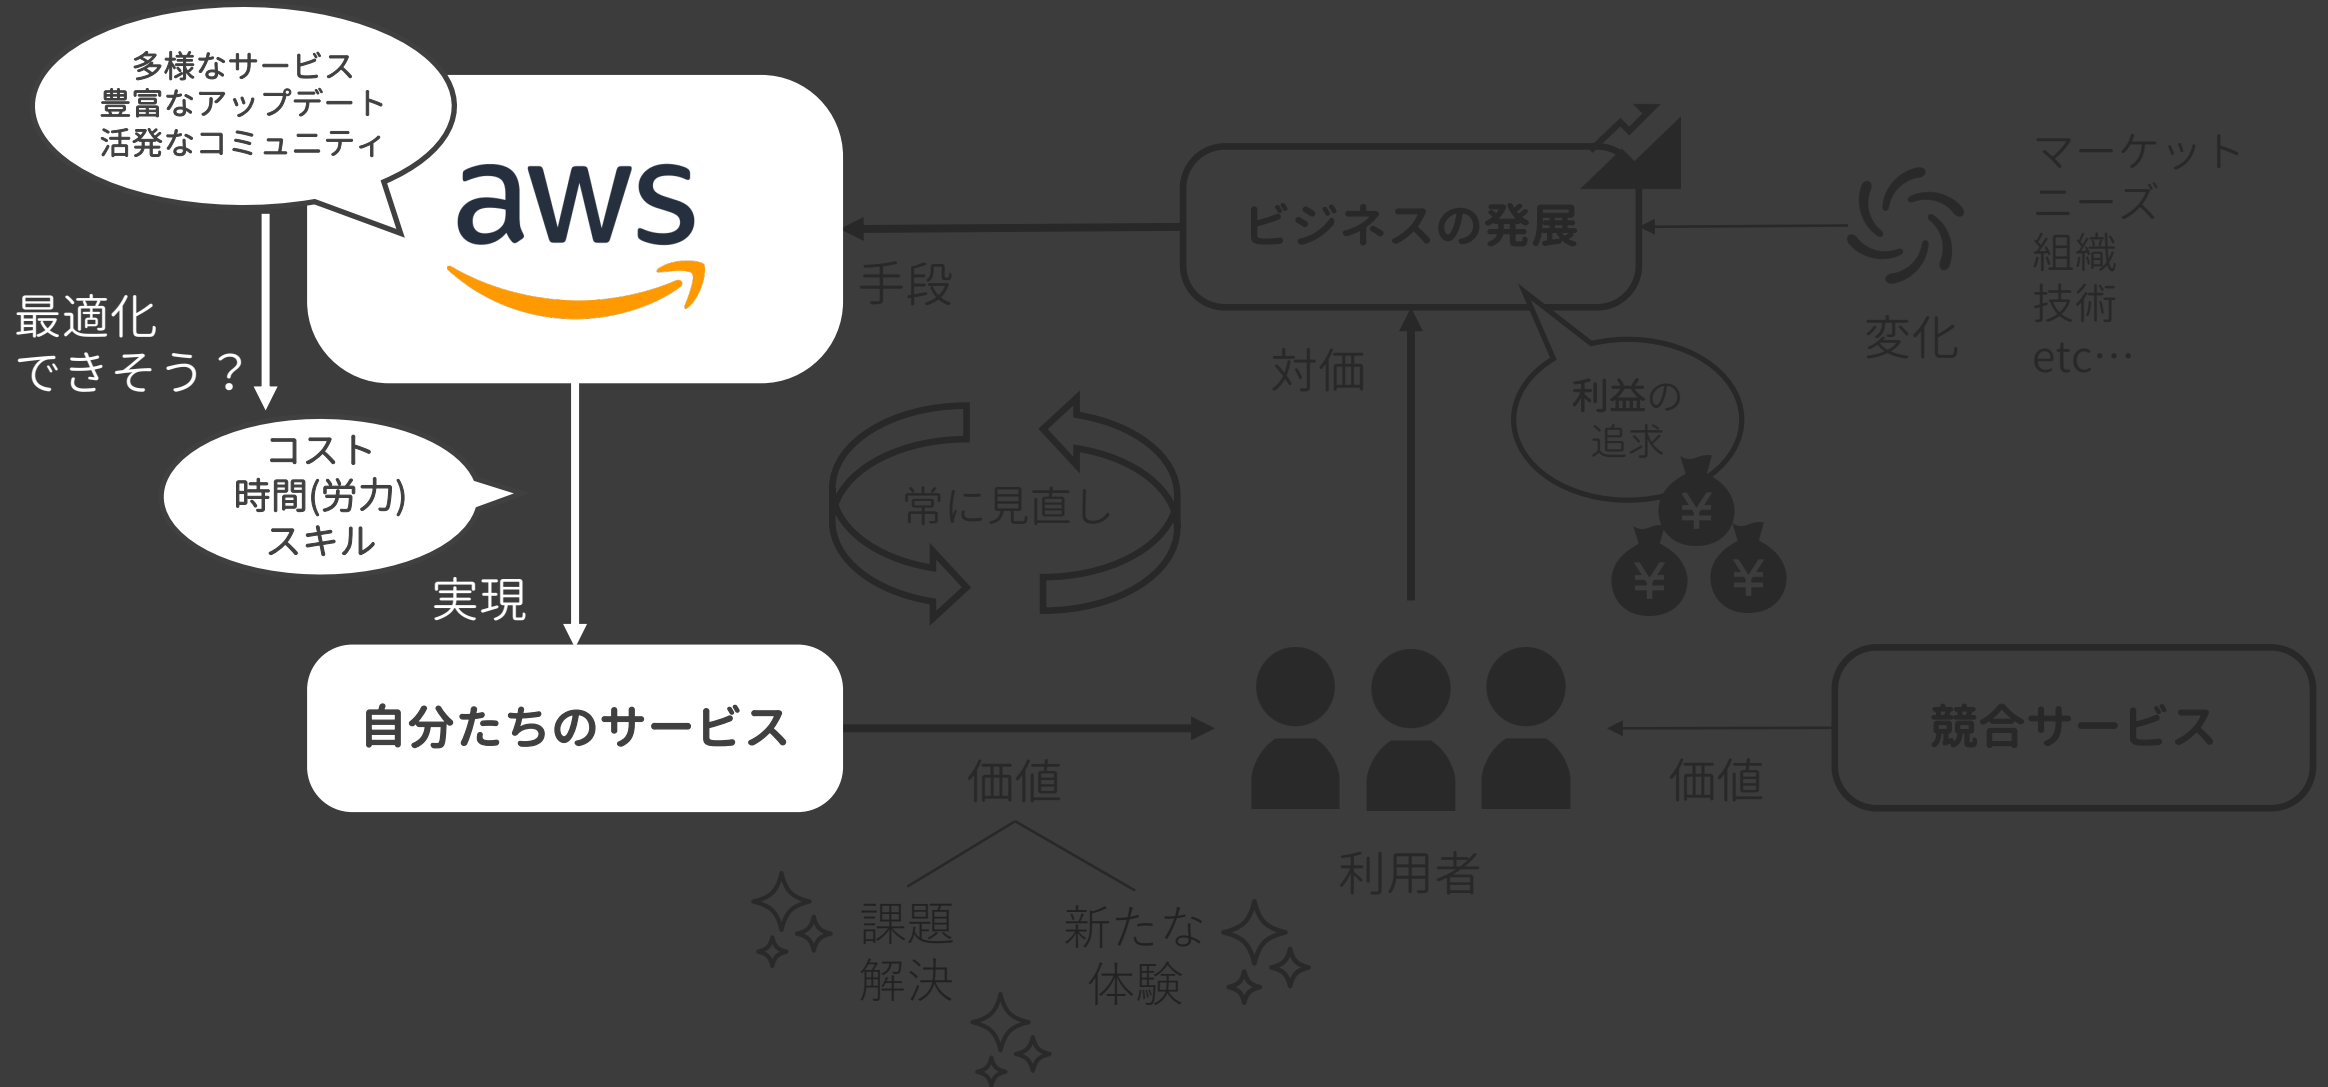 多様なサービス
豊富なアップデート
活発なコミュニティ
aws
最適化
できそう？
コスト
時間(労力)
スキル
実現
自分たちのサービス
手段
ビジネスの発展
対価
常に見直し
利益の
追求
¥
¥
¥
変化
マーケット
ニーズ
組織
技術
etc…
価値
利用者
価値
競合サービス
課題
解決
新たな
体験